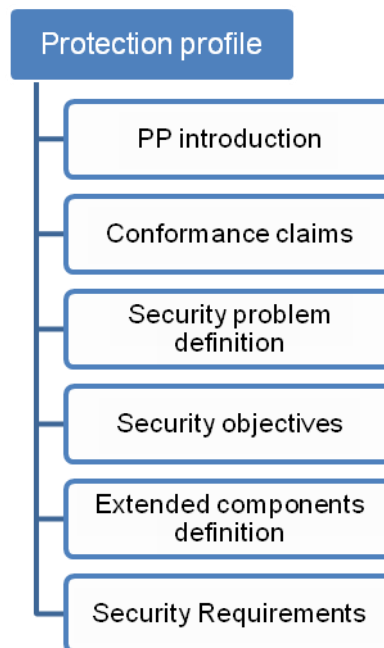 Protection profile
PP introduction
Conformance claims
Security problem
definition
Security objectives
Extended components
definition
Security Requirements